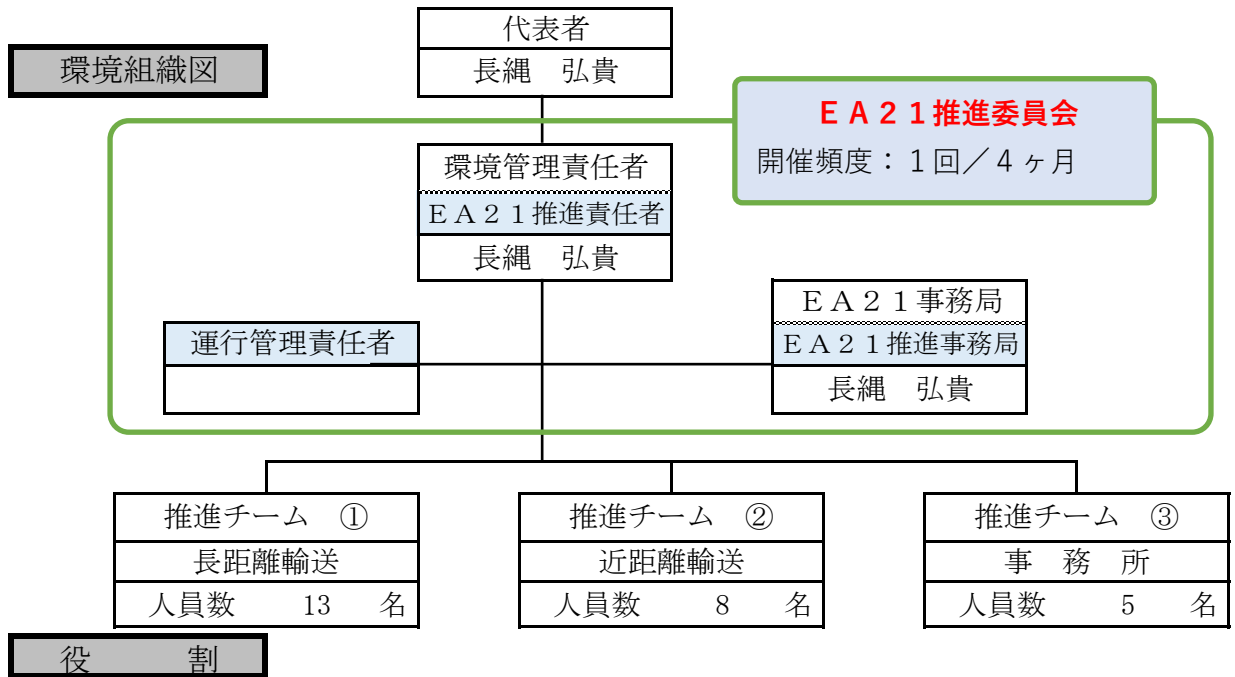 環境組織図
代表者
長縄　弘貴
ＥＡ２１推進委員会
開催頻度：１回／４ヶ月
環境管理責任者
ＥＡ２１推進責任者
長縄　弘貴
運行管理責任者
ＥＡ２１事務局
ＥＡ２１推進事務局
長縄　弘貴
推進チーム　①
長距離輸送
人員数　13　名
推進チーム　②
近距離輸送
人員数　8　名
推進チーム　③
事　務　所
人員数　5　名
役　　割